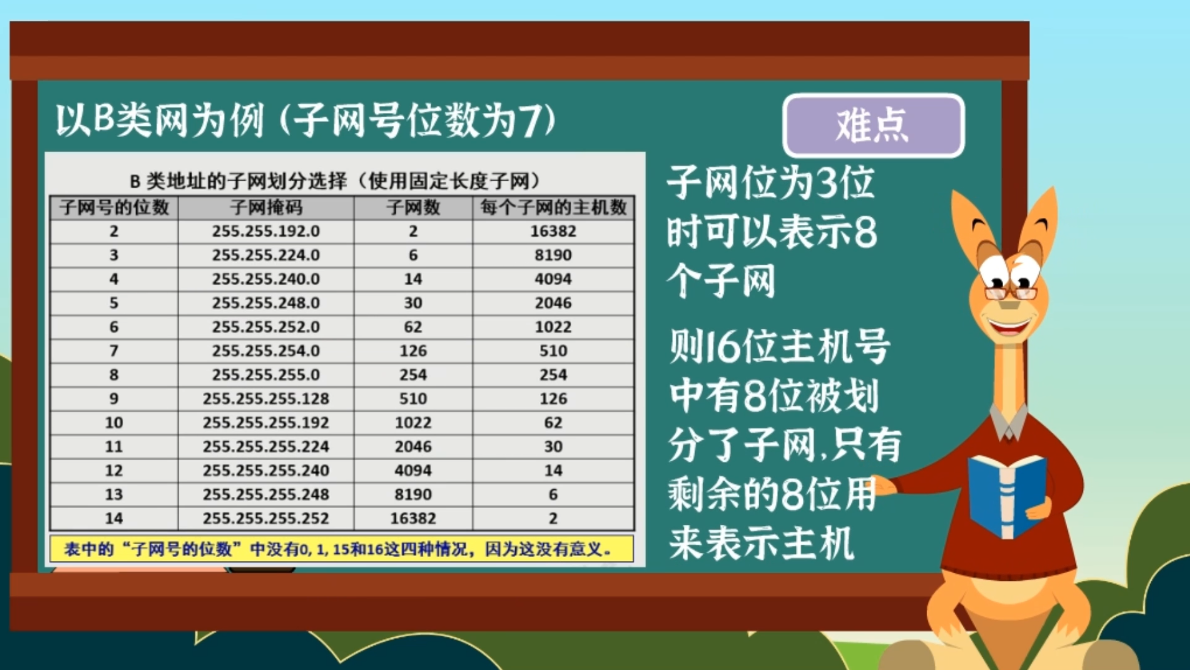 以B类网为例(子网号位数为7)
难点
B 类地址的子网划分选择（使用固定长度子网）
子网号的位数 子网掩码 子网数 每个子网的主机数
2 255.255.192.0 2 16382
3 255.255.224.0 6 8190
4 255.255.240.0 14 4094
5 255.255.248.0 30 2046
6 255.255.252.0 62 1022
7 255.255.254.0 126 510
8 255.255.255.0 254 254
9 255.255.255.128 510 126
10 255.255.255.192 1022 62
11 255.255.255.224 2046 30
12 255.255.255.240 4094 14
13 255.255.255.248 8190 6
14 255.255.255.252 16382 2
表中的“子网号的位数”中没有0, 1, 15和16这四种情况，因为这没有意义。
子网位为3位
时可以表示8
个子网
则16位主机号
中有8位被划
分了子网,只有
剩余的8位用
来表示主机